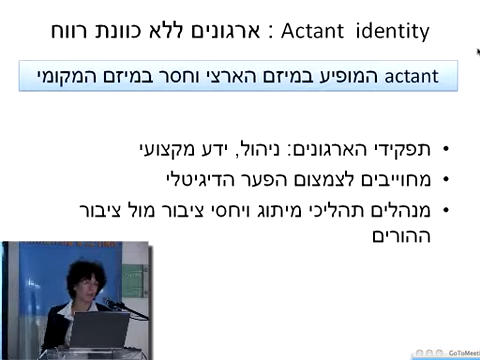 Actant identity : ארגונים ללא כוונת רווח
actant המופיע במיזם הארצי וחסר במיזם המקומי
• תפקידי הארגונים: ניהול, ידע מקצועי
• מחוייבים לצמצום הפער הדיגיטלי
• מנהלים תהליכי מיתוג ויחסי ציבור מול ציבור
ההורים
GoToMeeti